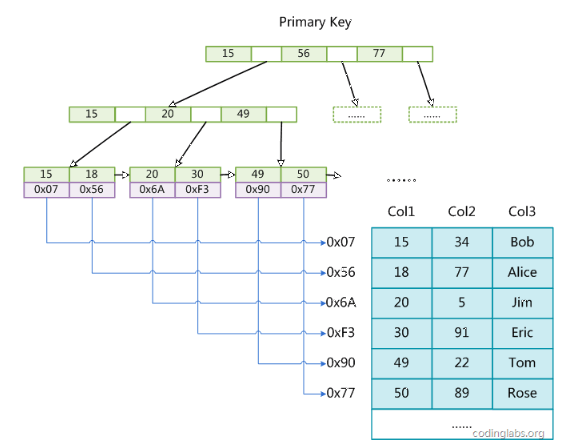 Primary Key
15 56 77
15 20 49
...... ......
15 18 20 30 49 50
0x07 0x56 0x6A 0xF3 0x90 0x77
......
Col1 Col2 Col3
0x07 15 34 Bob
0x56 18 77 Alice
0x6A 20 5 Jim
0xF3 30 91 Eric
0x90 49 22 Tom
0x77 50 89 Rose
......
codinglabs.org